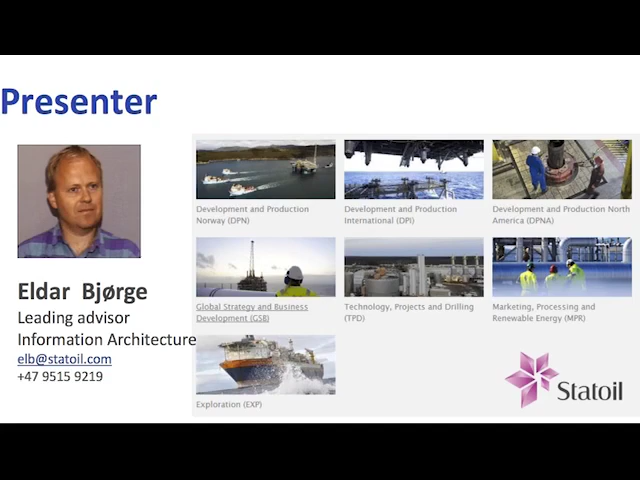 Presenter
Eldar Bjørge
Leading advisor
Information Architecture
elb@statoil.com
+47 9515 9219
Development and Production
Norway (DPN)
Development and Production
International (DPI)
Development and Production North
America (DPNA)
Global Strategy and Business
Development (GSB)
Technology, Projects and Drilling
(TPD)
Marketing, Processing and
Renewable Energy (MPR)
Exploration (EXP)
Statoil